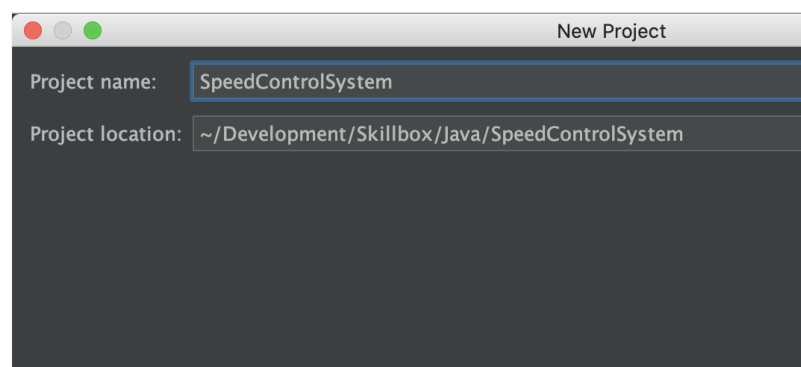 New Project
Project name: SpeedControlSystem
Project location: ~/Development/Skillbox/Java/SpeedControlSystem